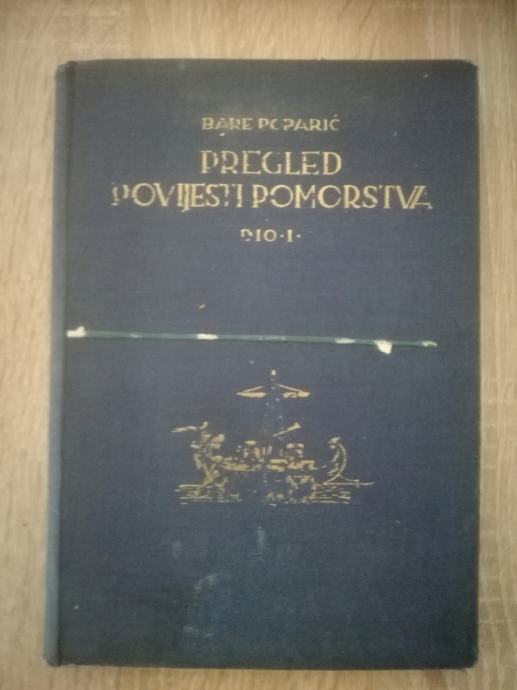 BARE POPARIĆ
PREGLED
POVIJESTI POMORSTVA
DIO·I·